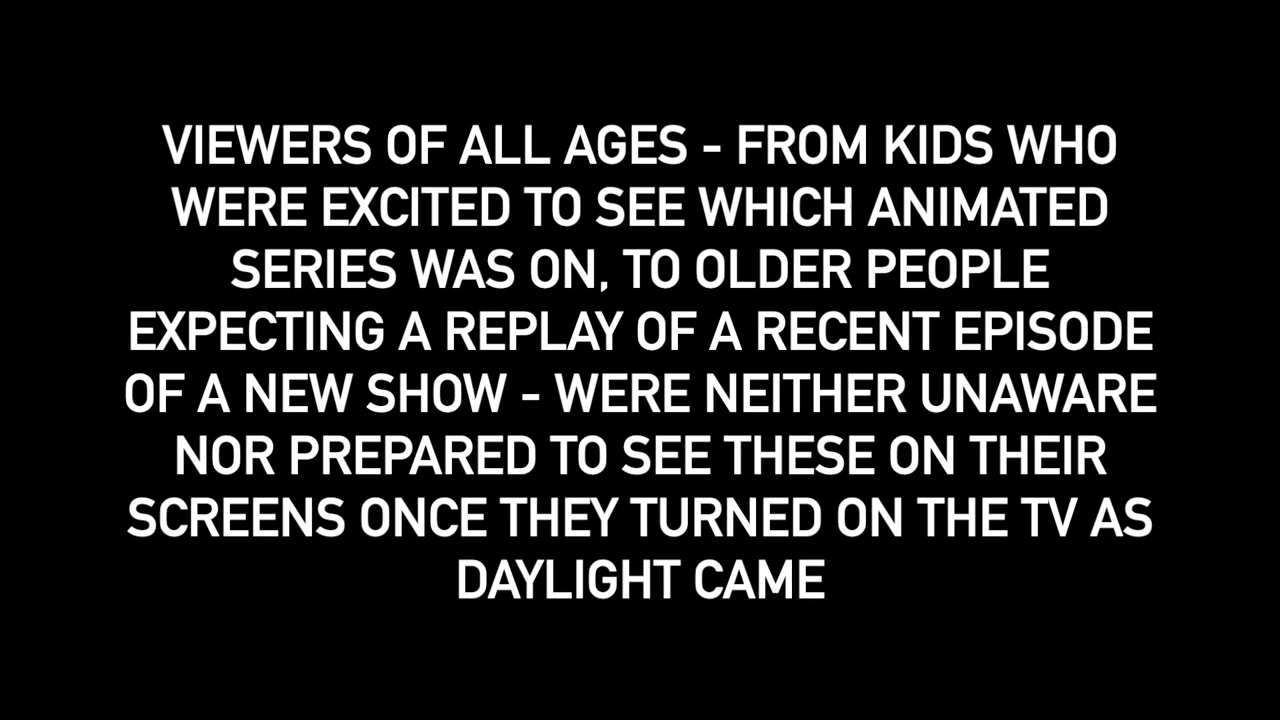 VIEWERS OF ALL AGES - FROM KIDS WHO
WERE EXCITED TO SEE WHICH ANIMATED
SERIES WAS ON, TO OLDER PEOPLE
EXPECTING A REPLAY OF A RECENT EPISODE
OF A NEW SHOW - WERE NEITHER UNAWARE
NOR PREPARED TO SEE THESE ON THEIR
SCREENS ONCE THEY TURNED ON THE TV AS
DAYLIGHT CAME